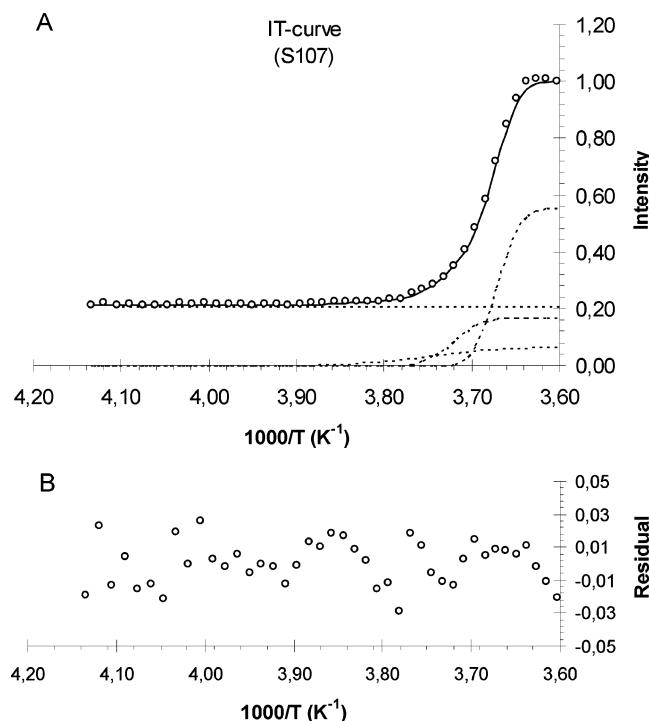 A
IT-curve
(S107)
1,20
1,00
0,80
0,60
0,40
0,20
0,00
Intensity
4,20 4,10 4,00 3,90 3,80 3,70 3,60
1000/T (K⁻¹)
B
0,05
0,03
0,01
-0,01
-0,03
-0,05
Residual
4,20 4,10 4,00 3,90 3,80 3,70 3,60
1000/T (K⁻¹)